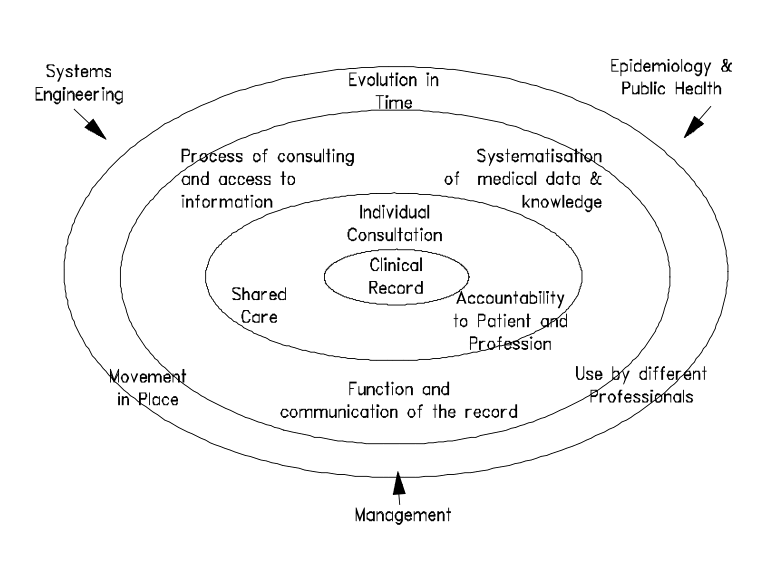 Systems
Engineering
Epidemiology &
Public Health
Evolution in
Time
Process of consulting
and access to
information
Systematisation
of medical data &
knowledge
Individual
Consultation
Clinical
Record
Shared
Care
Accountability
to Patient and
Profession
Movement
in Place
Function and
communication of the record
Use by different
Professionals
Management